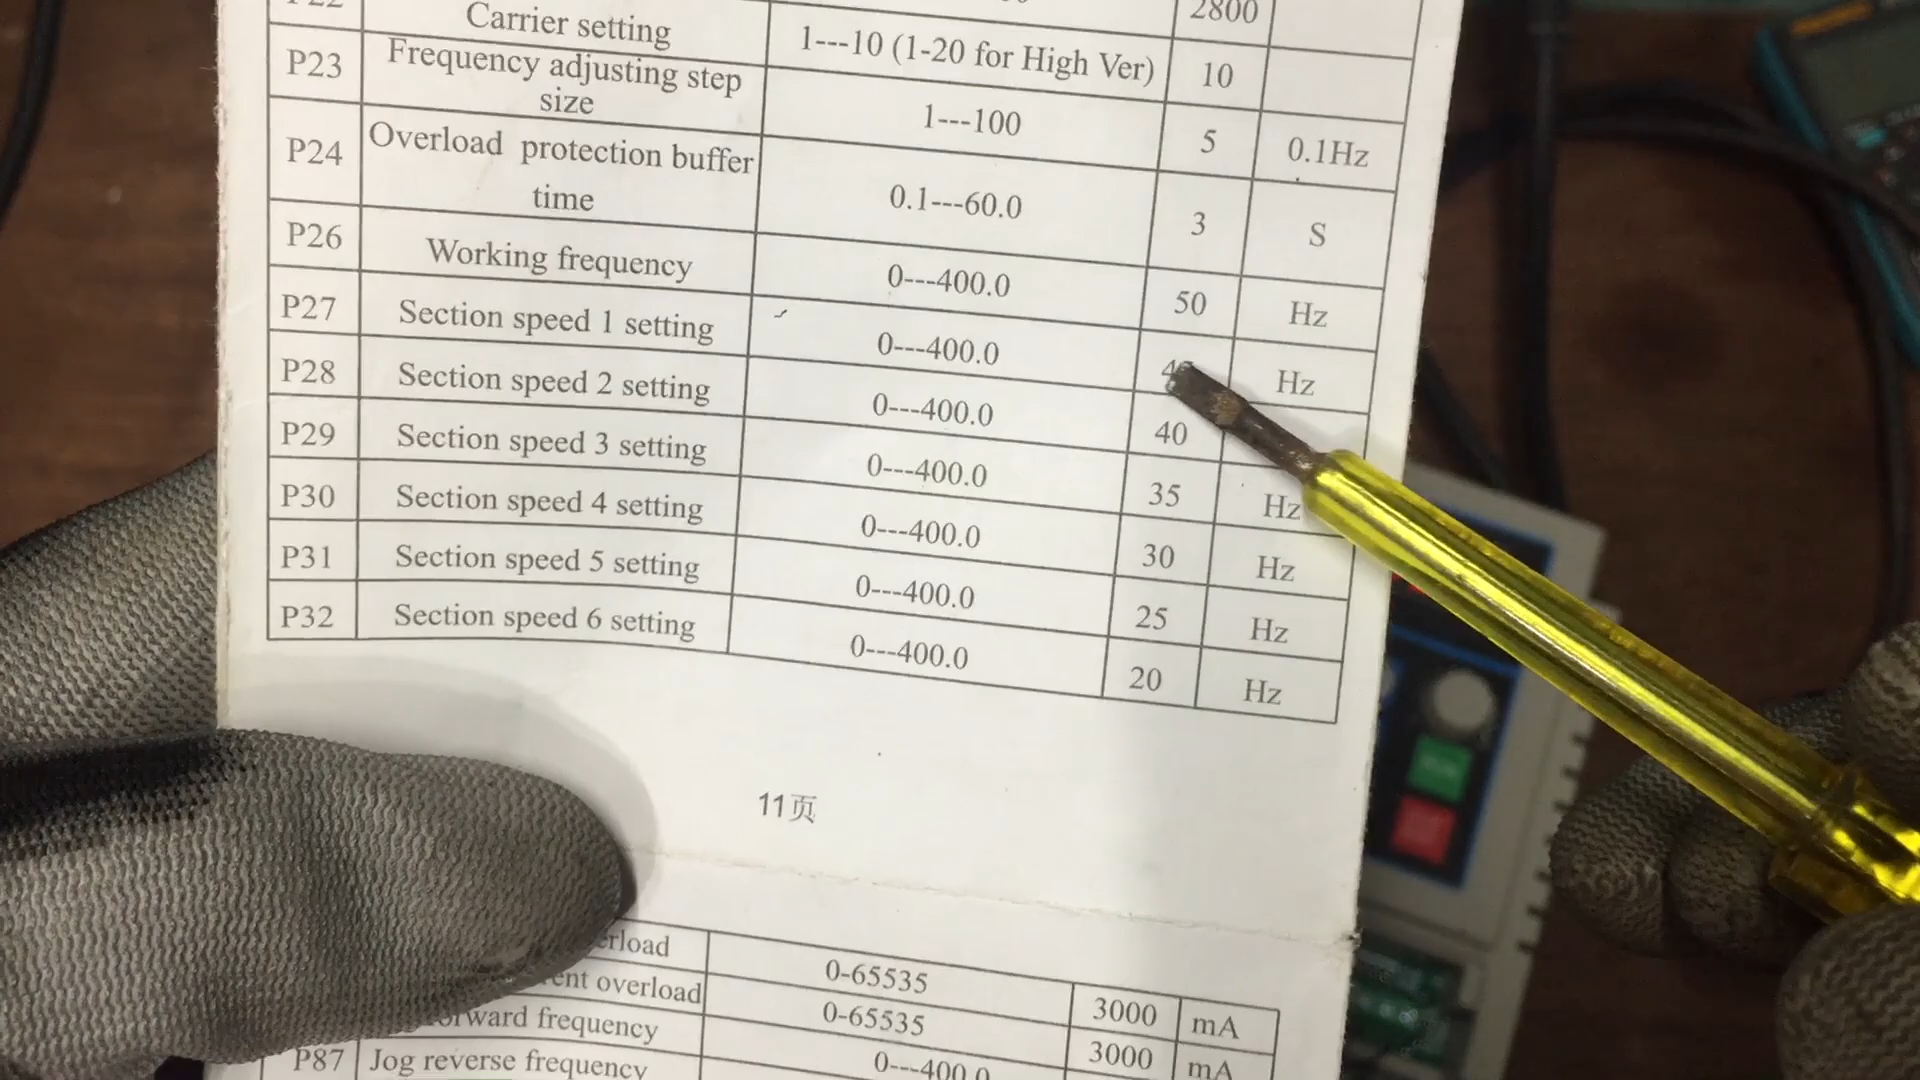 2800
Carrier setting 1---10 (1-20 for High Ver) 10
P23 Frequency adjusting step size 1---100 5 0.1Hz
P24 Overload protection buffer time 0.1---60.0 3 S
P26 Working frequency 0---400.0 50 Hz
P27 Section speed 1 setting 0---400.0 Hz
P28 Section speed 2 setting 0---400.0 40
P29 Section speed 3 setting 0---400.0 35 Hz
P30 Section speed 4 setting 0---400.0 30 Hz
P31 Section speed 5 setting 0---400.0 25 Hz
P32 Section speed 6 setting 0---400.0 20 Hz
11页
0-65535 3000 mA
overload 0-65535 3000 mA
frequency 0---400.0
P87 Jog reverse frequency